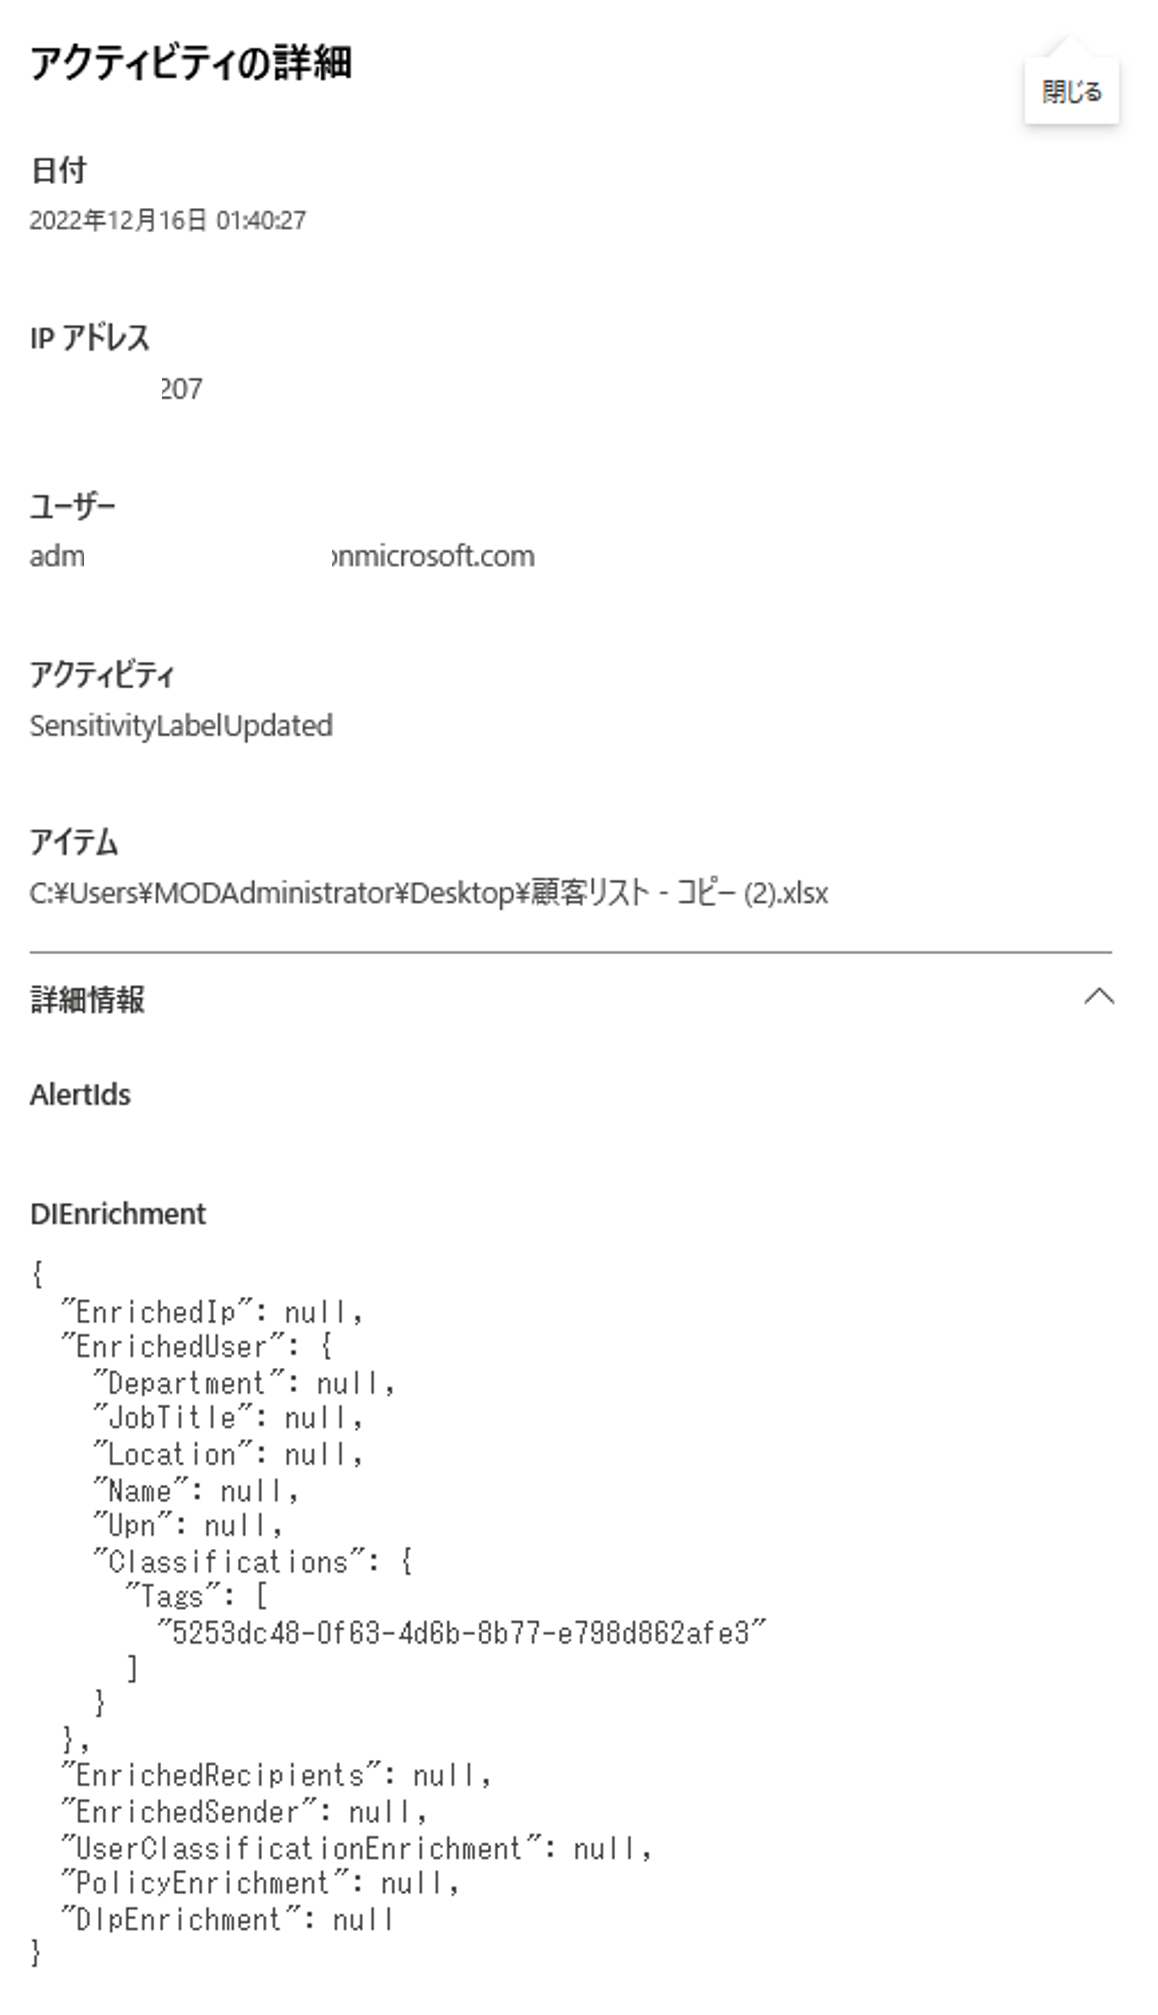 アクティビティの詳細
閉じる
日付
2022年12月16日 01:40:27
IP アドレス
207
ユーザー
adm onmicrosoft.com
アクティビティ
SensitivityLabelUpdated
アイテム
C:¥Users¥MODAdministrator¥Desktop¥顧客リスト - コピー (2).xlsx
詳細情報
AlertIds
DIEnrichment
{
"EnrichedIp": null,
"EnrichedUser": {
"Department": null,
"JobTitle": null,
"Location": null,
"Name": null,
"Upn": null,
"Classifications": {
"Tags": [
"5253dc48-0f63-4d6b-8b77-e798d862afe3"
]
}
},
"EnrichedRecipients": null,
"EnrichedSender": null,
"UserClassificationEnrichment": null,
"PolicyEnrichment": null,
"DlpEnrichment": null
}